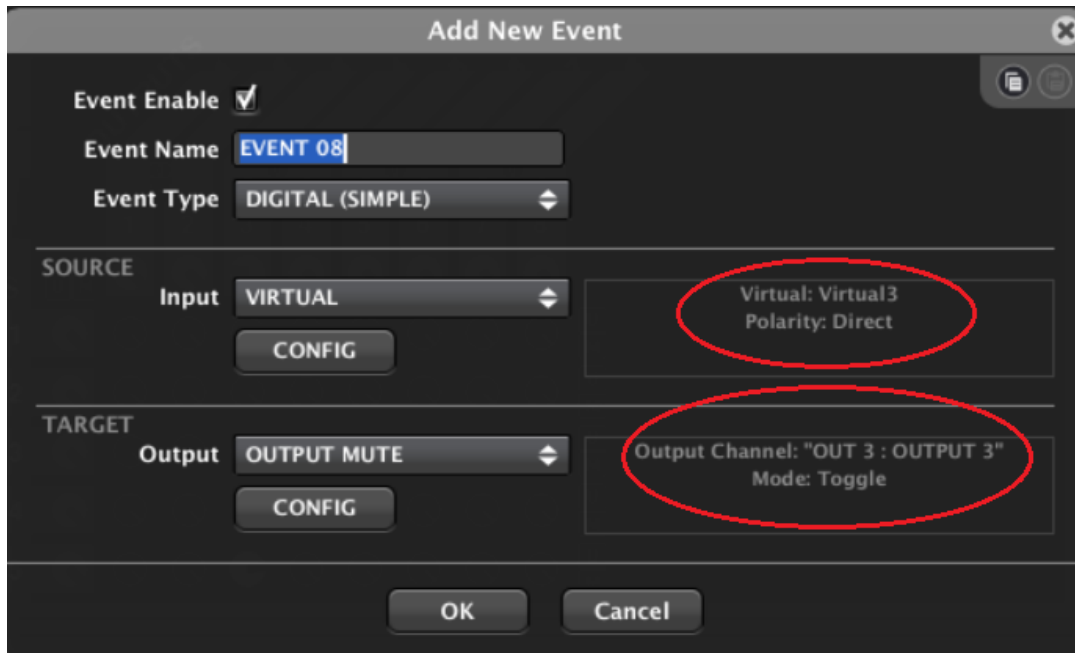 Add New Event
Event Enable
Event Name EVENT 08
Event Type DIGITAL (SIMPLE)
SOURCE
Input VIRTUAL
Virtual: Virtual3
Polarity: Direct
CONFIG
TARGET
Output OUTPUT MUTE
Output Channel: "OUT 3 : OUTPUT 3"
Mode: Toggle
CONFIG
OK Cancel